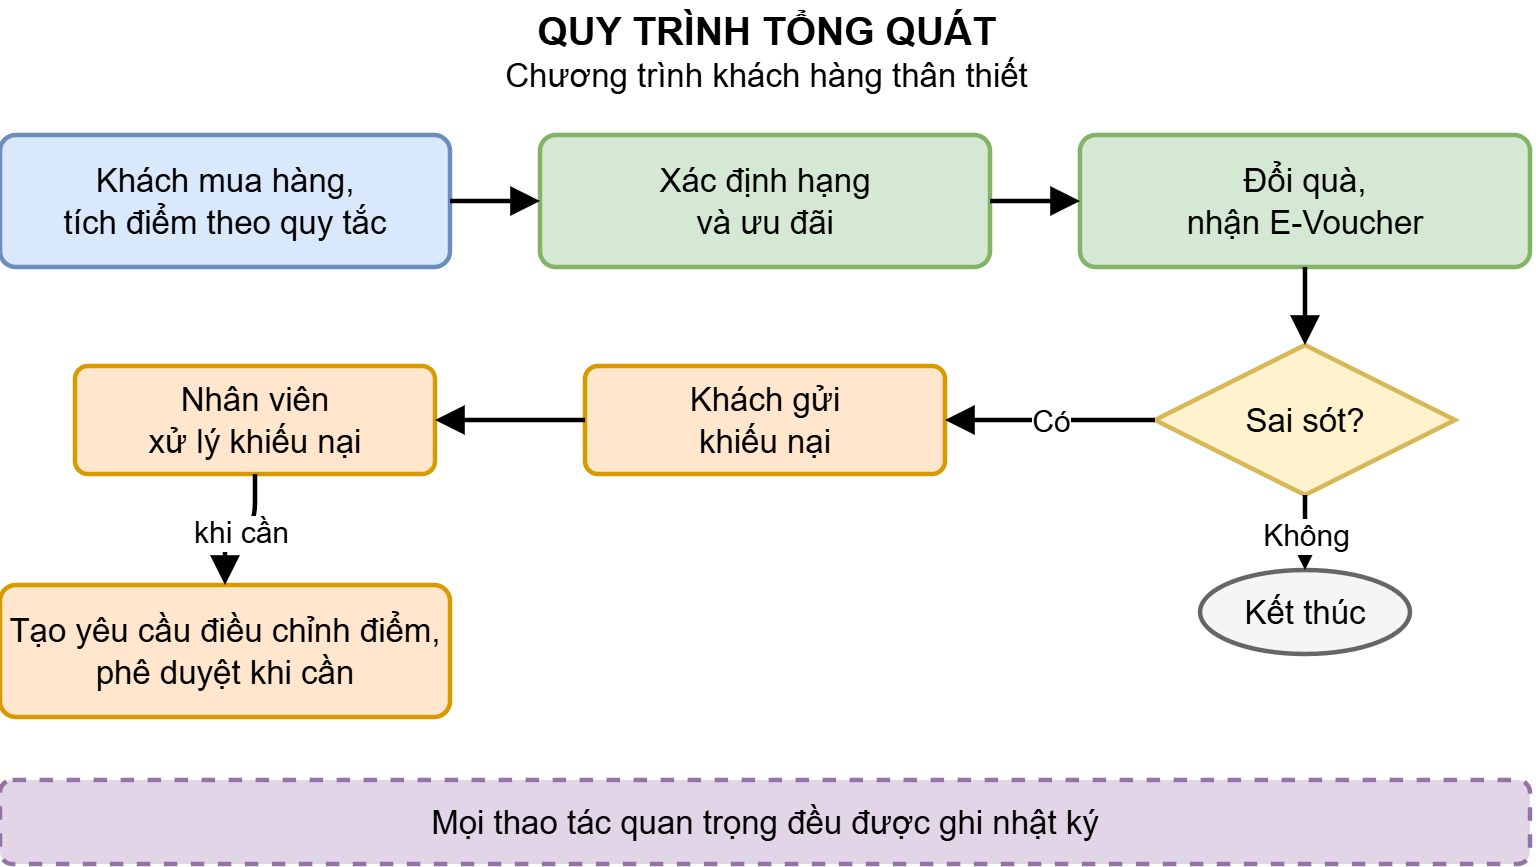 QUY TRÌNH TỔNG QUÁT
Chương trình khách hàng thân thiết
Khách mua hàng,
tích điểm theo quy tắc
Xác định hạng
và ưu đãi
Đổi quà,
nhận E-Voucher
Sai sót?
Có
Khách gửi
khiếu nại
Nhân viên
xử lý khiếu nại
khi cần
Không
Tạo yêu cầu điều chỉnh điểm,
phê duyệt khi cần
Kết thúc
Mọi thao tác quan trọng đều được ghi nhật ký